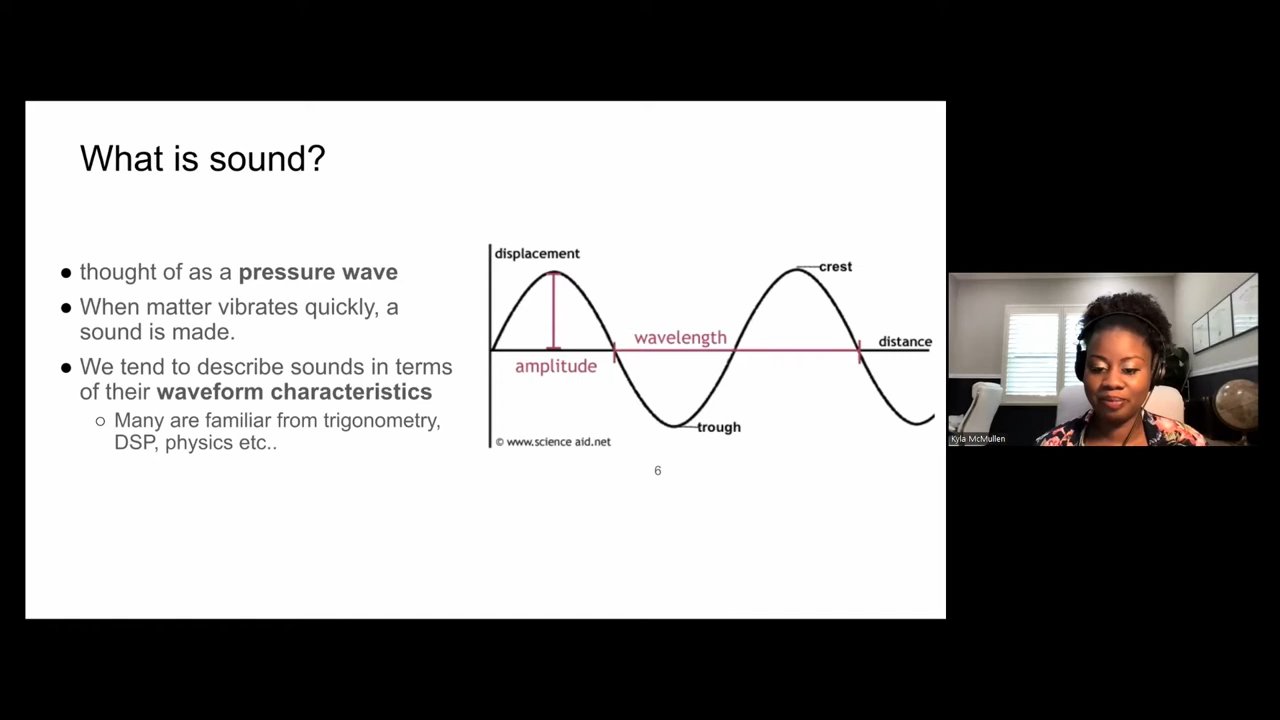 What is sound?
● thought of as a pressure wave
● When matter vibrates quickly, a
sound is made.
● We tend to describe sounds in terms
of their waveform characteristics
○ Many are familiar from trigonometry,
DSP, physics etc..
displacement
crest
wavelength
distance
amplitude
trough
© www.science aid.net
6
Kyla McMullen